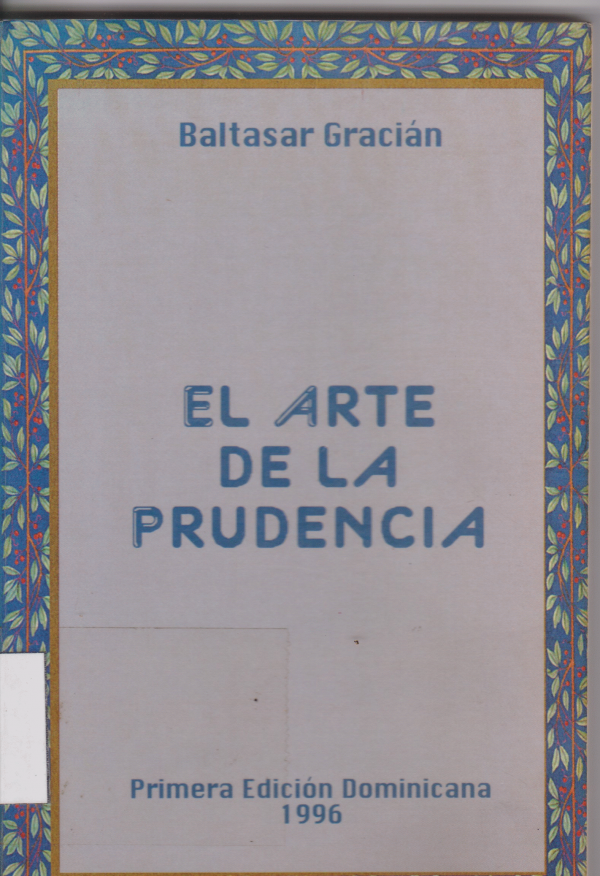 Baltasar Gracián
EL ARTE
DE LA
PRUDENCIA
Primera Edición Dominicana
1996